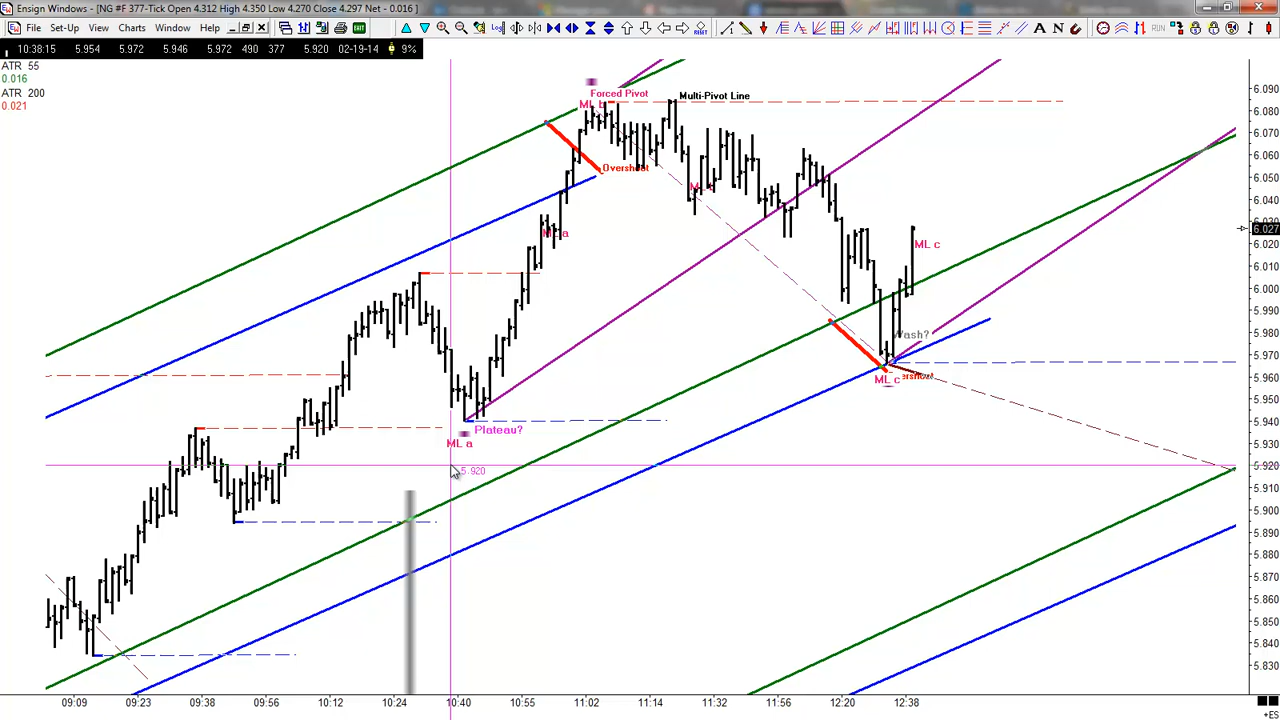 Ensign Windows - [NG #F 377-Tick Open 4.312 High 4.350 Low 4.270 Close 4.297 Net - 0.016 ]
File Set-Up View Charts Window Help
Log RESET RUN A N
10:38:15 5.954 5.972 5.946 5.972 490 377 5.920 02-19-14 9%
ATR 55
0.016
ATR 200
0.021
6.090
Forced Pivot
Multi-Pivot Line
ML b
6.080
6.070
6.060
Overshoot
6.050
6.040
ML a
6.030
6.027
ML c
6.020
6.010
6.000
5.990
Wash?
5.980
5.970
ML c
5.960
5.950
5.940
Plateau?
ML a
5.930
5.920
5.920
5.910
5.900
5.890
5.880
5.870
5.860
5.850
5.840
5.830
09:09 09:23 09:38 09:56 10:12 10:24 10:40 10:55 11:02 11:14 11:32 11:56 12:20 12:38
+ES